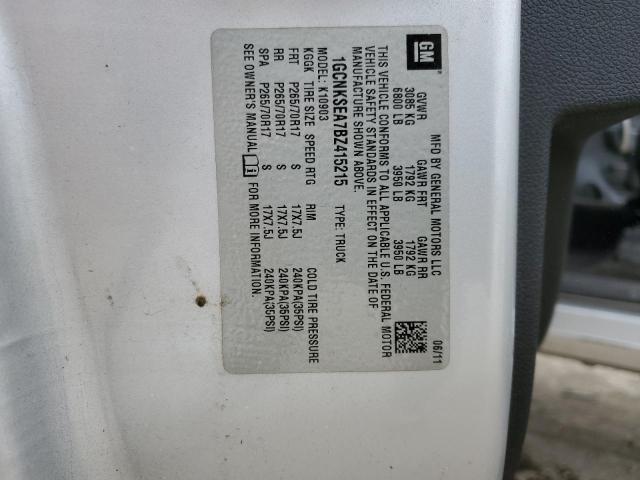 GM
MFD BY GENERAL MOTORS LLC 06/11
GVWR GAWR FRT GAWR RR
3085 KG 1792 KG 1792 KG
6800 LB 3950 LB 3950 LB
THIS VEHICLE CONFORMS TO ALL APPLICABLE U.S. FEDERAL MOTOR
VEHICLE SAFETY STANDARDS IN EFFECT ON THE DATE OF
MANUFACTURE SHOWN ABOVE.
1GCNKSEA7BZ415215 TYPE: TRUCK
MODEL: K10903
KGGK TIRE SIZE SPEED RTG RIM COLD TIRE PRESSURE
FRT P265/70R17 S 17X7.5J 240KPA(35PSI)
RR P265/70R17 S 17X7.5J 240KPA(35PSI)
SPA P265/70R17 S 17X7.5J 240KPA(35PSI)
SEE OWNER'S MANUAL FOR MORE INFORMATION.